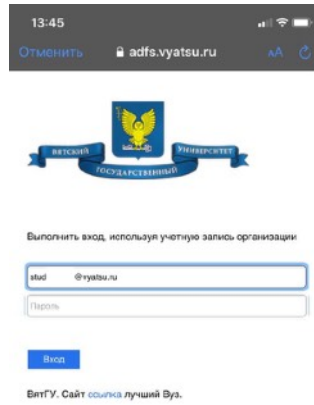 13:45
Отменить adfs.vyatsu.ru АА
ВЯТСКИЙ
ГОСУДАРСТВЕННЫЙ
УНИВЕРСИТЕТ
Выполнить вход, используя учетную запись организации
stud @vyatsu.ru
Пароль
Вход
ВятГУ. Сайт ссылка лучший Вуз.